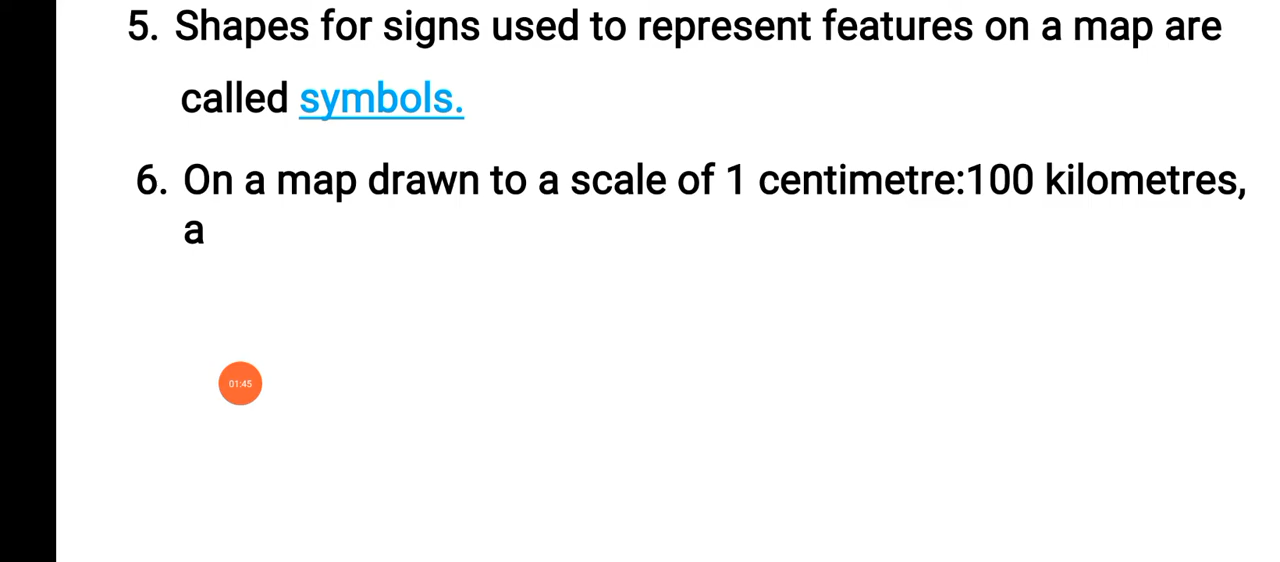 5. Shapes for signs used to represent features on a map are
called symbols.
6. On a map drawn to a scale of 1 centimetre:100 kilometres,
a
01:45